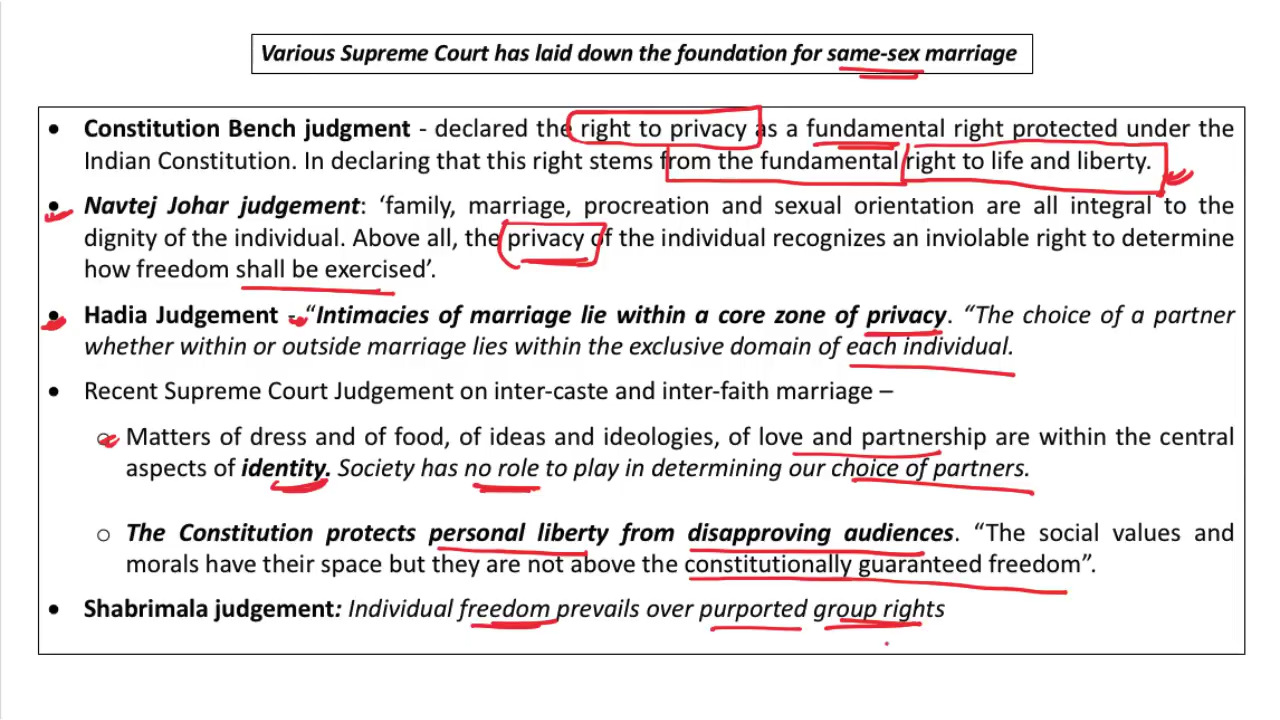 Various Supreme Court has laid down the foundation for same-sex marriage
• Constitution Bench judgment - declared the right to privacy as a fundamental right protected under the
Indian Constitution. In declaring that this right stems from the fundamental right to life and liberty.
• Navtej Johar judgement: ‘family, marriage, procreation and sexual orientation are all integral to the
dignity of the individual. Above all, the privacy of the individual recognizes an inviolable right to determine
how freedom shall be exercised’.
• Hadia Judgement - “Intimacies of marriage lie within a core zone of privacy. “The choice of a partner
whether within or outside marriage lies within the exclusive domain of each individual.
• Recent Supreme Court Judgement on inter-caste and inter-faith marriage –
o Matters of dress and of food, of ideas and ideologies, of love and partnership are within the central
aspects of identity. Society has no role to play in determining our choice of partners.
o The Constitution protects personal liberty from disapproving audiences. “The social values and
morals have their space but they are not above the constitutionally guaranteed freedom”.
• Shabrimala judgement: Individual freedom prevails over purported group rights